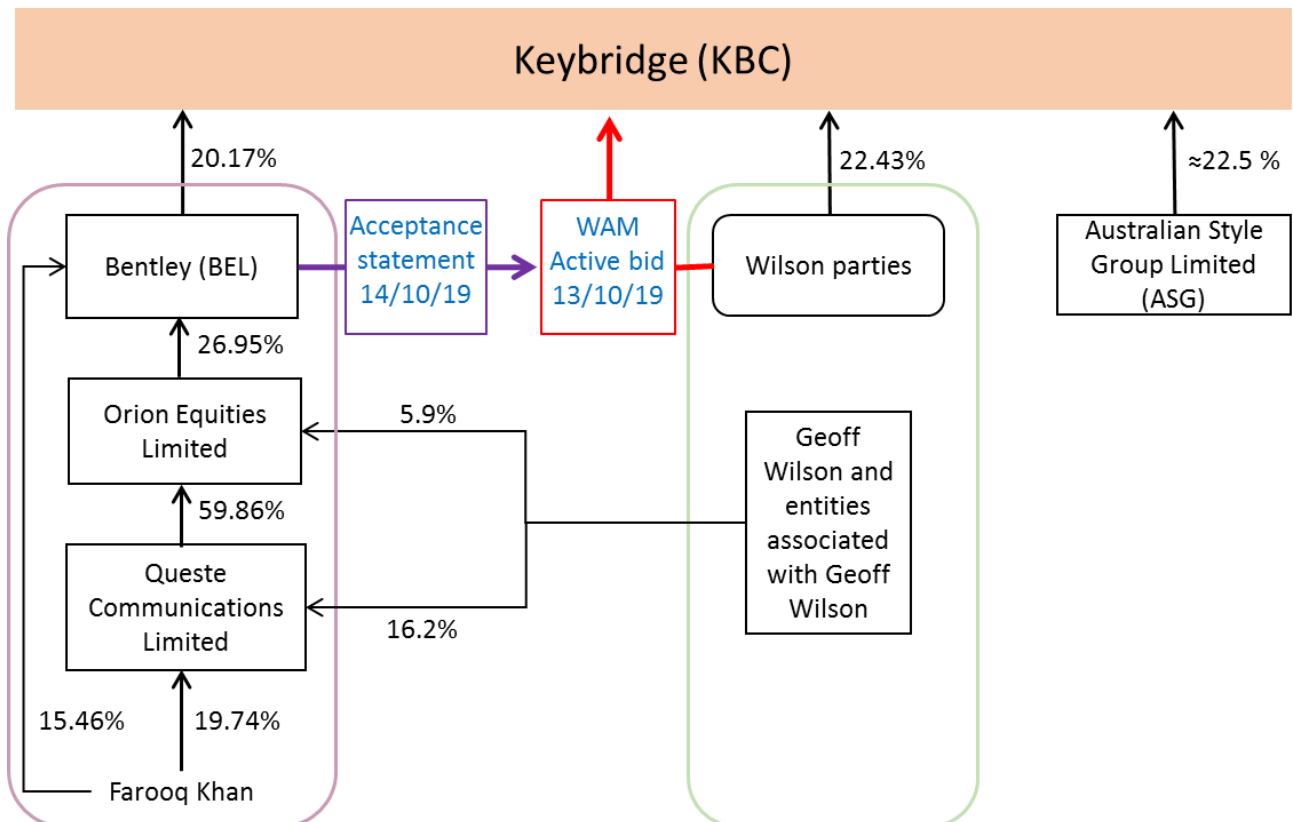 Keybridge (KBC)
20.17%
22.43%
≈22.5 %
Bentley (BEL)
Acceptance
statement
14/10/19
WAM
Active bid
13/10/19
Wilson parties
Australian Style
Group Limited
(ASG)
26.95%
Orion Equities
Limited
5.9%
Geoff
Wilson and
entities
associated
with Geoff
Wilson
59.86%
Queste
Communications
Limited
16.2%
15.46%
19.74%
Farooq Khan